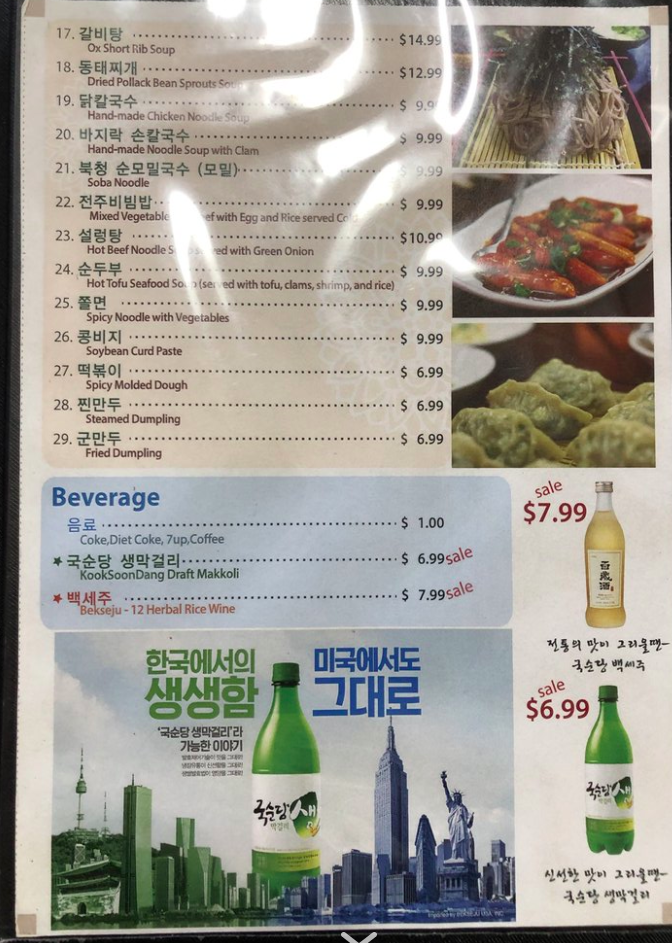 17. 갈비탕 $14.99
Ox Short Rib Soup
18. 동태찌개 $12.99
Dried Pollack Bean Sprouts Soup
19. 닭칼국수 $ 9.9
Hand-made Chicken Noodle Soup
20. 바지락 손칼국수 $ 9.99
Hand-made Noodle Soup with Clam
21. 북청 순모밀국수 (모밀) $ 9.99
Soba Noodle
22. 전주비빔밥 $ 9.99
Mixed Vegetable with Egg and Rice served Cold
23. 설렁탕 $10.99
Hot Beef Noodle Soup served with Green Onion
24. 순두부 $ 9.99
Hot Tofu Seafood Soup (served with tofu, clams, shrimp, and rice)
25. 쫄면 $ 9.99
Spicy Noodle with Vegetables
26. 콩비지 $ 9.99
Soybean Curd Paste
27. 떡볶이 $ 6.99
Spicy Molded Dough
28. 찐만두 $ 6.99
Steamed Dumpling
29. 군만두 $ 6.99
Fried Dumpling
Beverage
음료 $ 1.00
Coke,Diet Coke, 7up,Coffee
★ 국순당 생막걸리 $ 6.99 sale
KookSoonDang Draft Makkoli
★ 백세주 $ 7.99 sale
Bekseju - 12 Herbal Rice Wine
sale
$7.99
百歲酒
전통의 맛이 그리울땐~
국순당 백세주
sale
$6.99
국순당 생
막걸리
신선한 맛이 그리울땐~
국순당 생막걸리
한국에서의
생생함
미국에서도
그대로
'국순당 생막걸리'라
가능한 이야기
국순당 생
막걸리